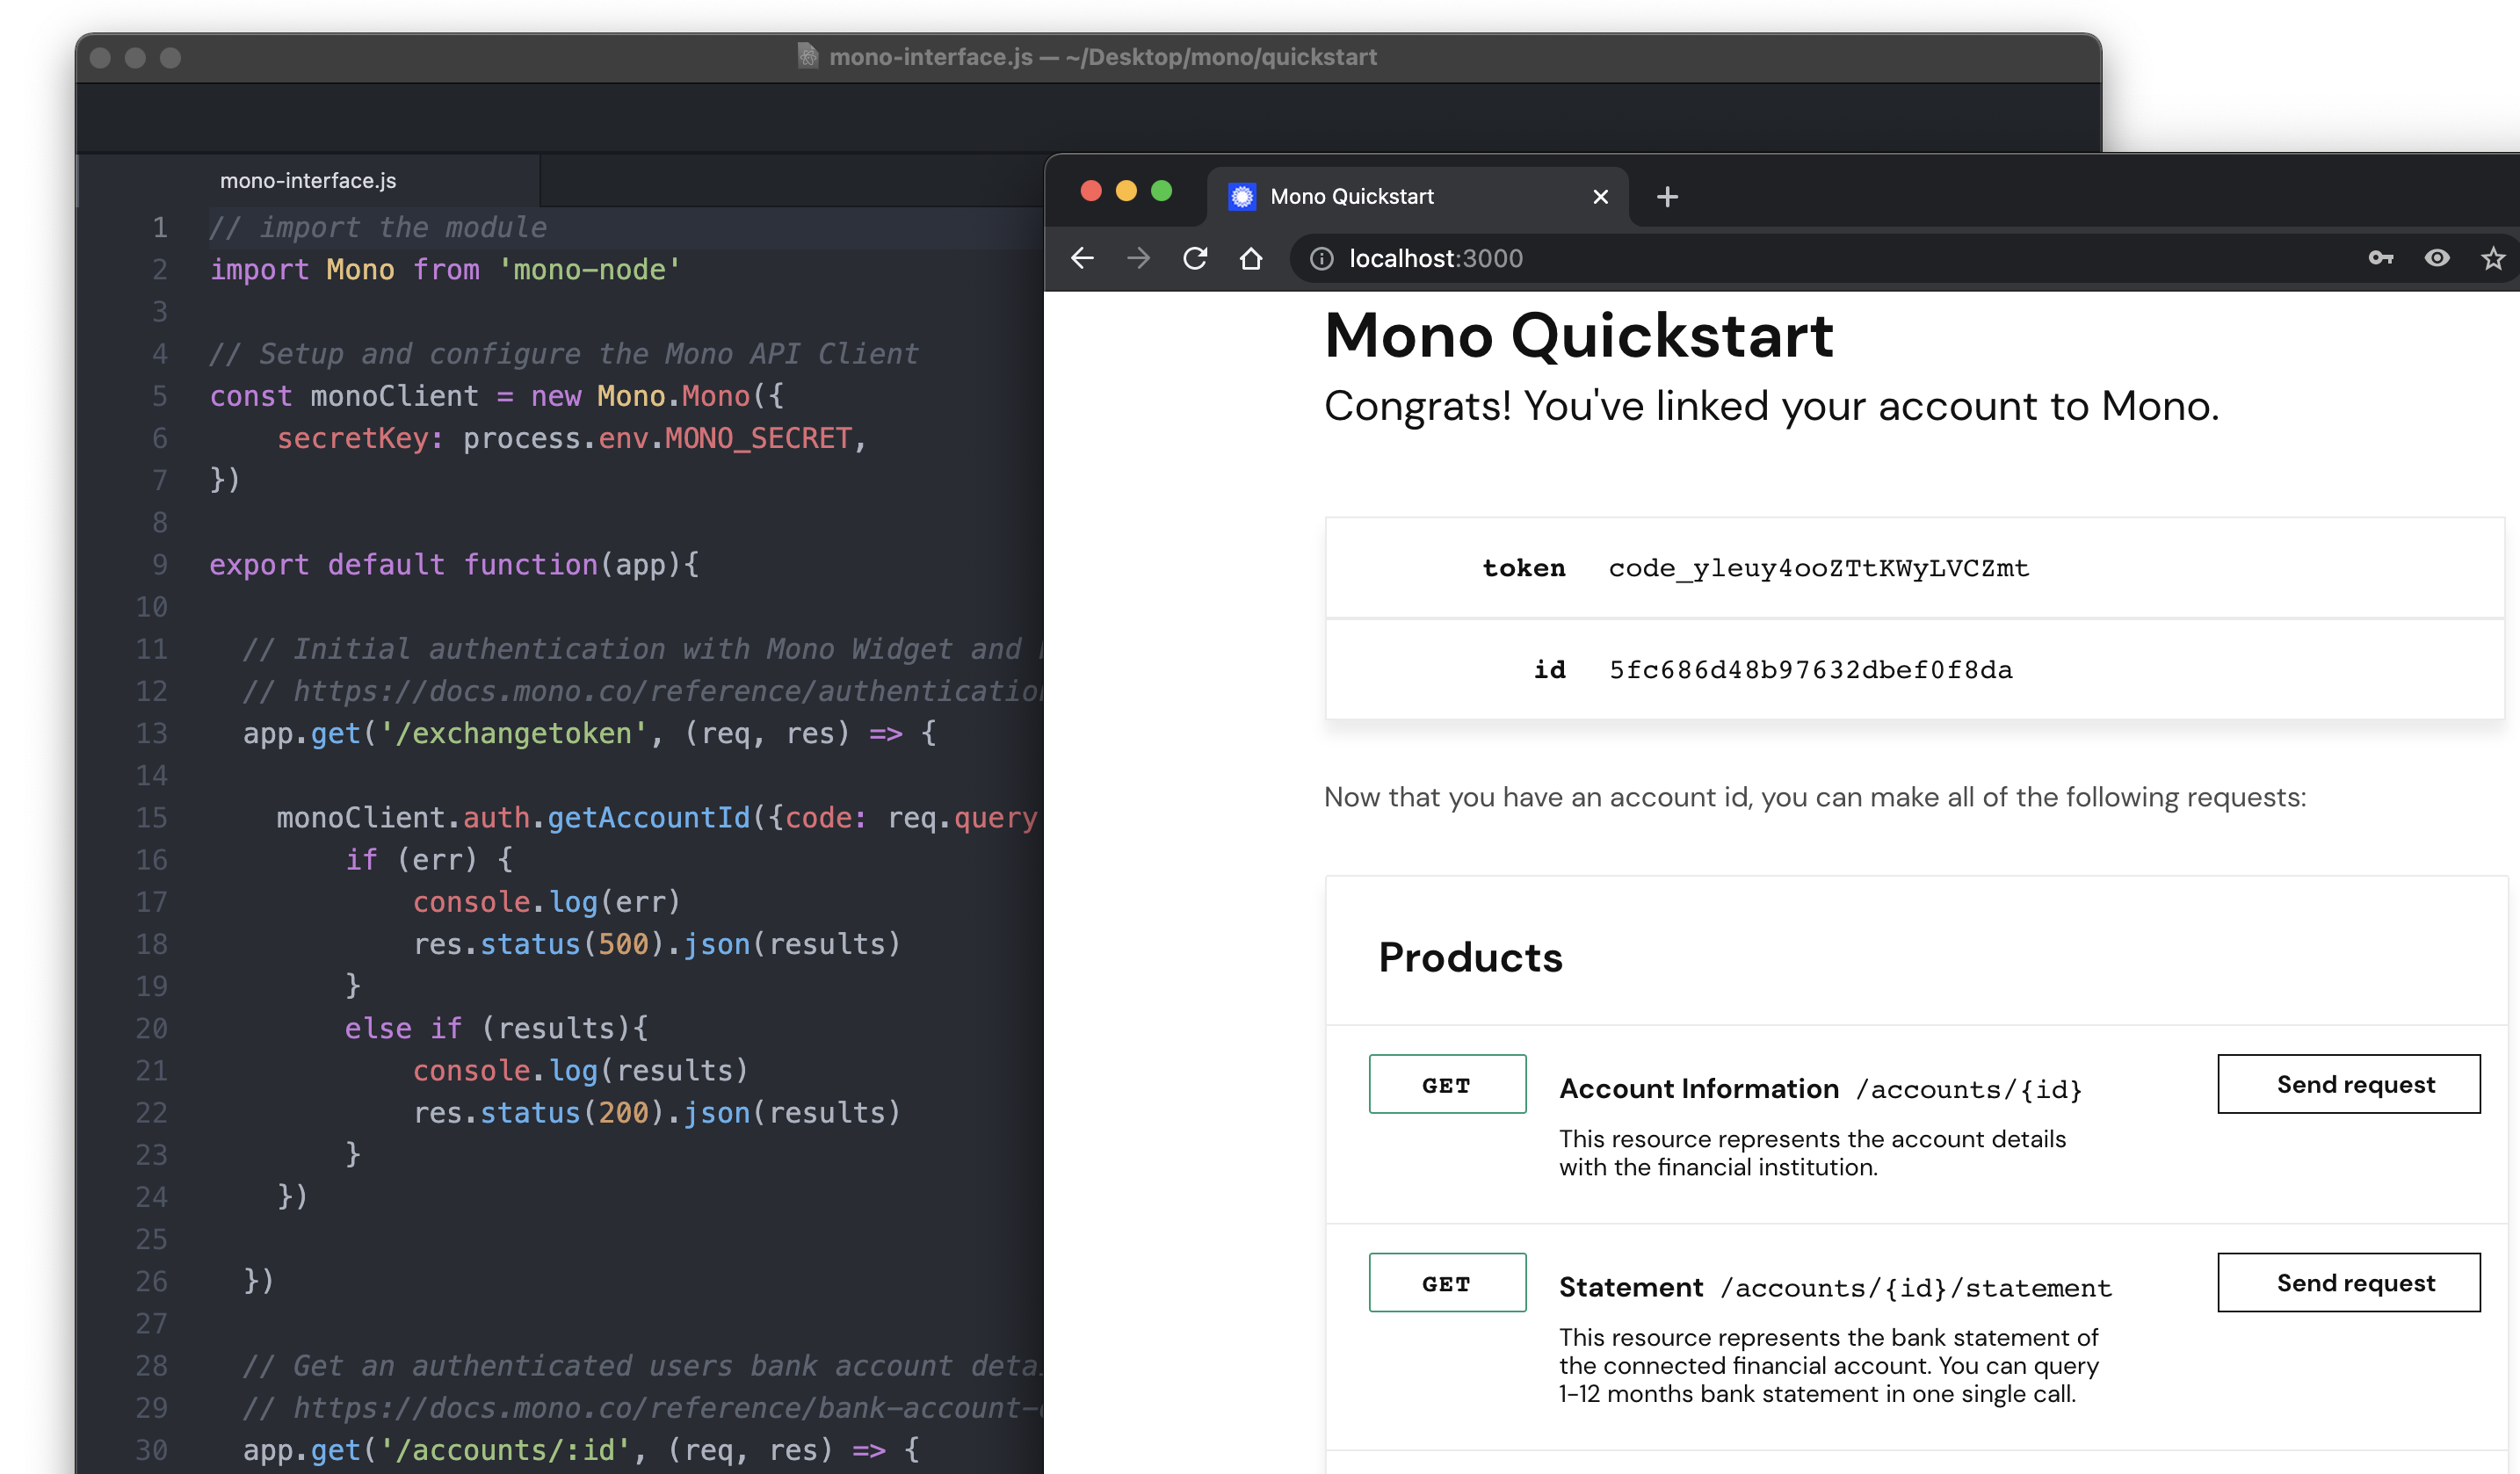 mono-interface.js — ~/Desktop/mono/quickstart
mono-interface.js
1 // import the module
2 import Mono from 'mono-node'
3
4 // Setup and configure the Mono API Client
5 const monoClient = new Mono.Mono({
6 secretKey: process.env.MONO_SECRET,
7 })
8
9 export default function(app){
10
11 // Initial authentication with Mono Widget and
12 // https://docs.mono.co/reference/authentication
13 app.get('/exchangetoken', (req, res) => {
14
15 monoClient.auth.getAccountId({code: req.query
16 if (err) {
17 console.log(err)
18 res.status(500).json(results)
19 }
20 else if (results){
21 console.log(results)
22 res.status(200).json(results)
23 }
24 })
25
26 })
27
28 // Get an authenticated users bank account deta
29 // https://docs.mono.co/reference/bank-account-
30 app.get('/accounts/:id', (req, res) => {
Mono Quickstart
localhost:3000
Mono Quickstart
Congrats! You've linked your account to Mono.
token code_yleuy4ooZTtKWyLVCZmt
id 5fc686d48b97632dbef0f8da
Now that you have an account id, you can make all of the following requests:
Products
GET Account Information /accounts/{id} Send request
This resource represents the account details
with the financial institution.
GET Statement /accounts/{id}/statement Send request
This resource represents the bank statement of
the connected financial account. You can query
1-12 months bank statement in one single call.